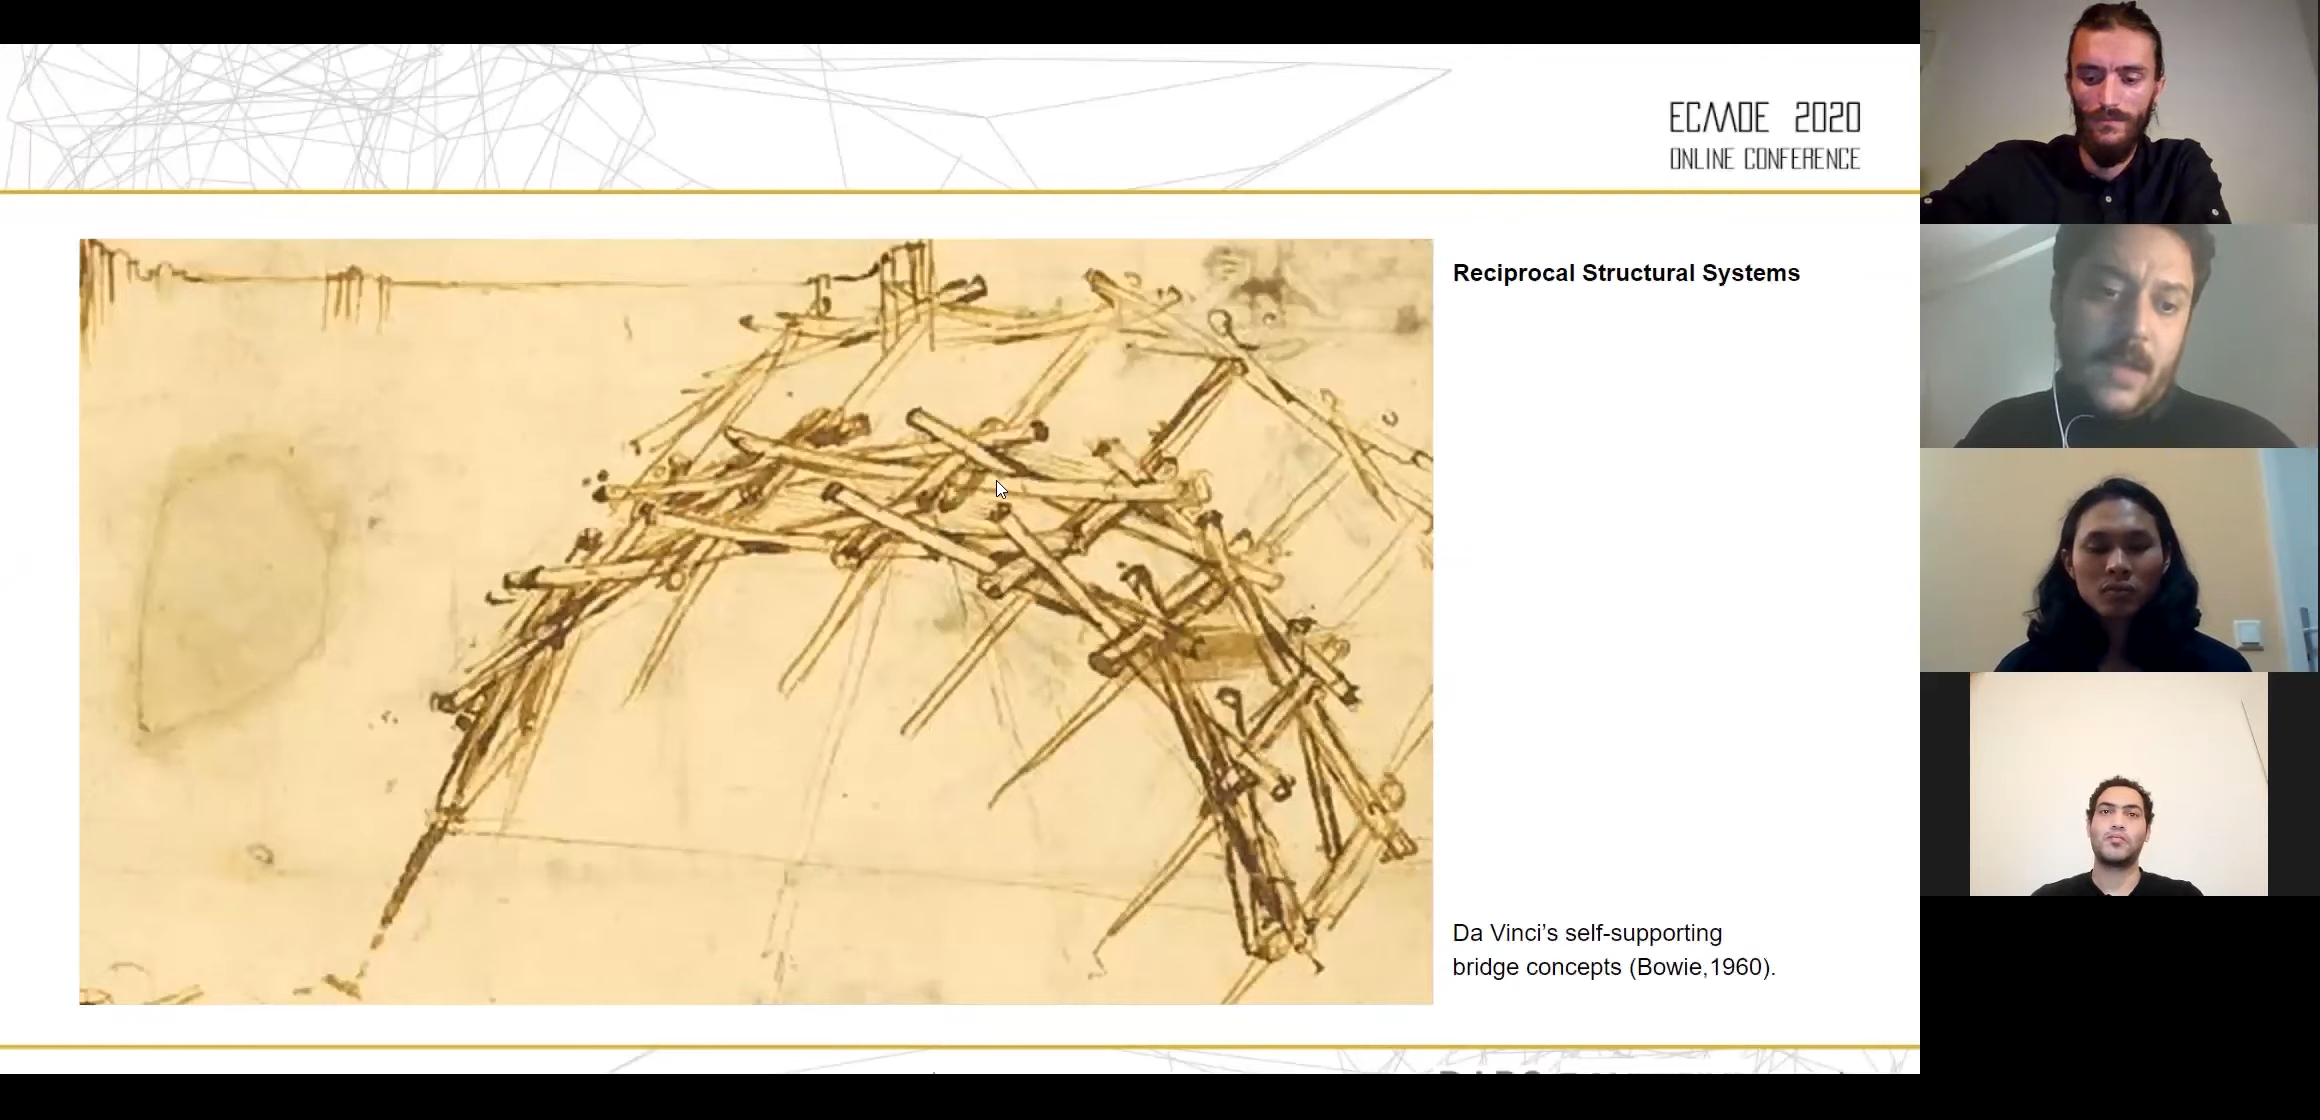 ECAADE 2020
ONLINE CONFERENCE
Reciprocal Structural Systems
Da Vinci’s self-supporting
bridge concepts (Bowie,1960).